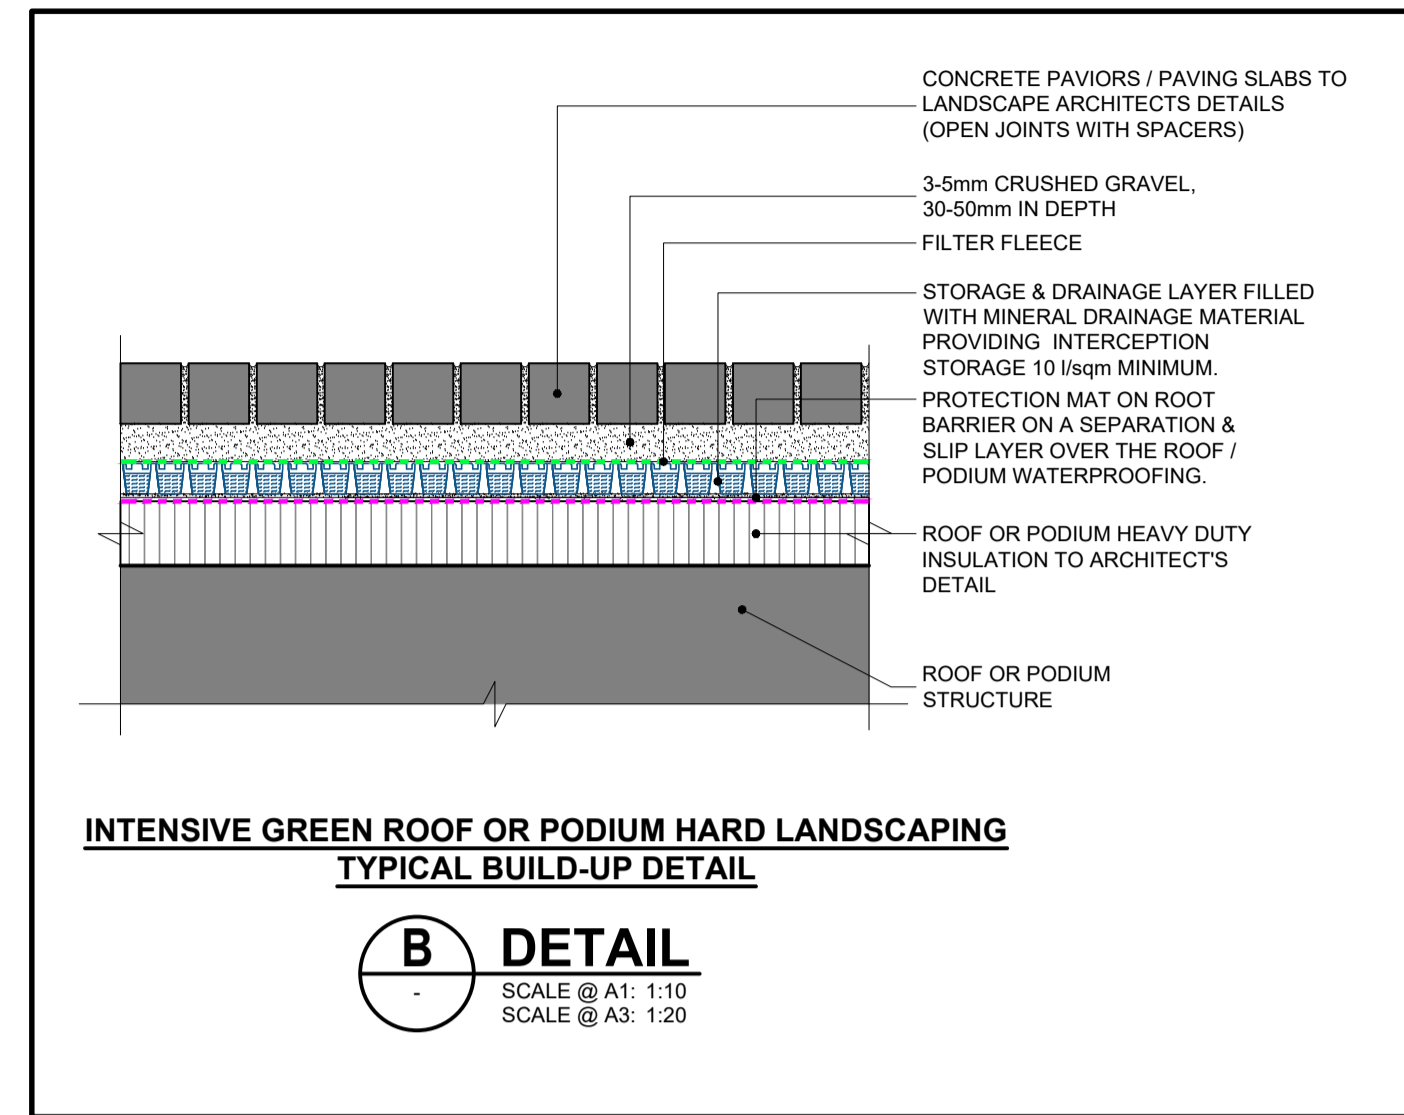 CONCRETE PAVIORS / PAVING SLABS TO
LANDSCAPE ARCHITECTS DETAILS
(OPEN JOINTS WITH SPACERS)
3-5mm CRUSHED GRAVEL,
30-50mm IN DEPTH
FILTER FLEECE
STORAGE & DRAINAGE LAYER FILLED
WITH MINERAL DRAINAGE MATERIAL
PROVIDING INTERCEPTION
STORAGE 10 l/sqm MINIMUM.
PROTECTION MAT ON ROOT
BARRIER ON A SEPARATION &
SLIP LAYER OVER THE ROOF /
PODIUM WATERPROOFING.
ROOF OR PODIUM HEAVY DUTY
INSULATION TO ARCHITECT'S
DETAIL
ROOF OR PODIUM
STRUCTURE
INTENSIVE GREEN ROOF OR PODIUM HARD LANDSCAPING
TYPICAL BUILD-UP DETAIL
B
-
DETAIL
SCALE @ A1: 1:10
SCALE @ A3: 1:20